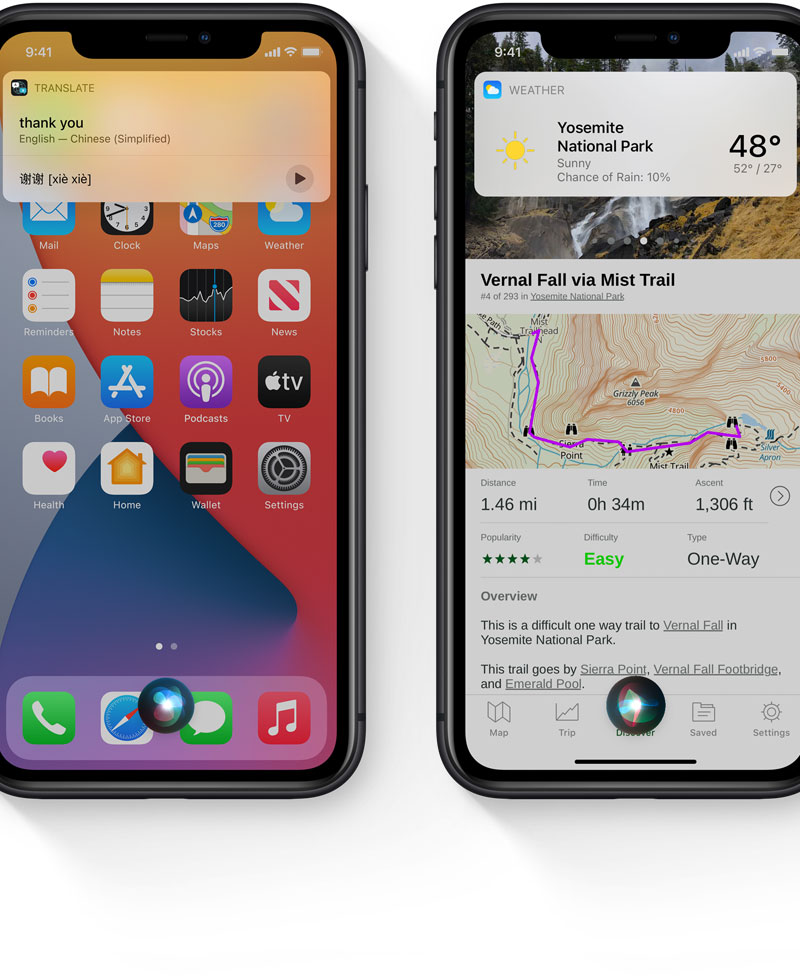 9:41
TRANSLATE
thank you
English — Chinese (Simplified)
谢谢 [xiè xiè]
280
Mail Clock Maps Weather
Reminders Notes Stocks News
tv
Books App Store Podcasts TV
Health Home Wallet Settings
9:41
WEATHER
Yosemite
National Park
48°
Sunny
52° / 27°
Chance of Rain: 10%
Vernal Fall via Mist Trail
#4 of 293 in Yosemite National Park
Path
Mist
Trailhead
5800
5400
Grizzly Peak
6056
4800
Sierra
Point
Silver
Apron
Mist Trail
Distance Time Ascent
1.46 mi 0h 34m 1,306 ft
Popularity Difficulty Type
★★★★★ Easy One-Way
Overview
This is a difficult one way trail to Vernal Fall in
Yosemite National Park.
This trail goes by Sierra Point, Vernal Fall Footbridge,
and Emerald Pool.
Map Trip Discover Saved Settings